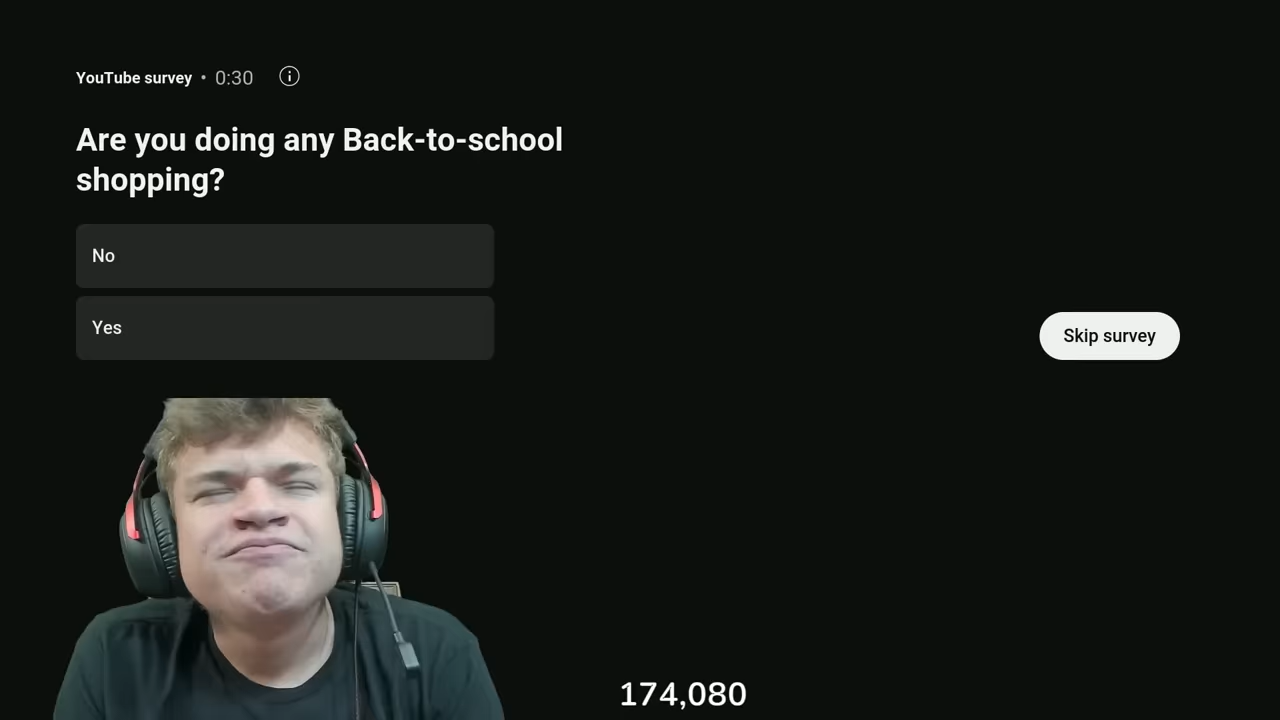 YouTube survey • 0:30
Are you doing any Back-to-school
shopping?
No
Yes
Skip survey
174,080